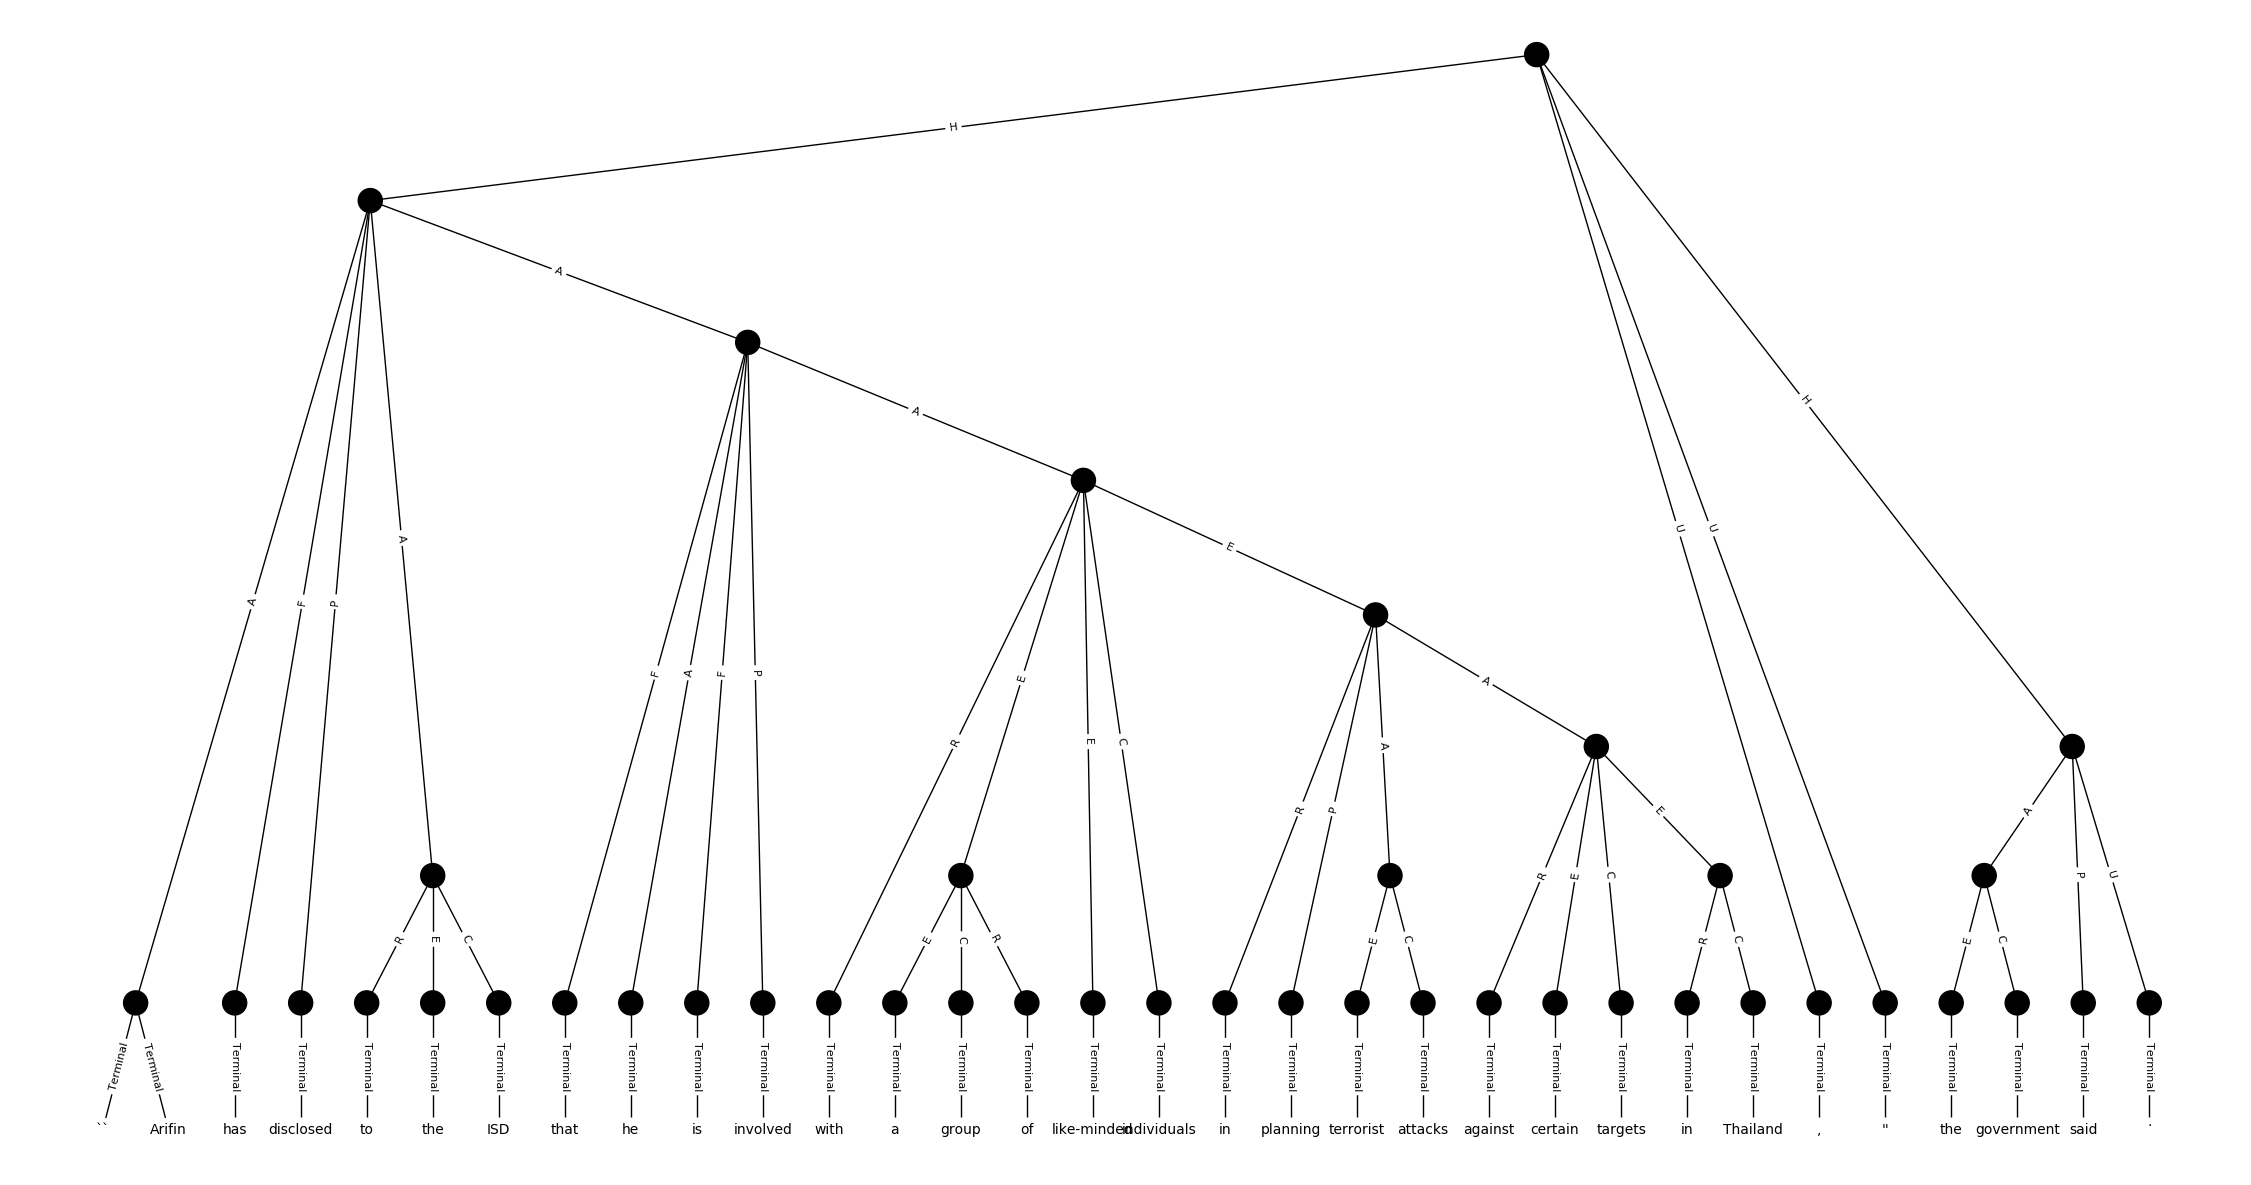 H
A
A
H
U U
E
A F P A
F A F P
R E E C
A
R P A
R E C E
A P U
R E C
E C R
E C
R C
E C
Terminal Terminal Terminal Terminal Terminal Terminal Terminal Terminal Terminal Terminal Terminal Terminal Terminal Terminal Terminal Terminal Terminal Terminal Terminal Terminal Terminal Terminal Terminal Terminal Terminal Terminal Terminal Terminal Terminal Terminal Terminal Terminal
`` Arifin has disclosed to the ISD that he is involved with a group of like-minded individuals in planning terrorist attacks against certain targets in Thailand , " the government said .